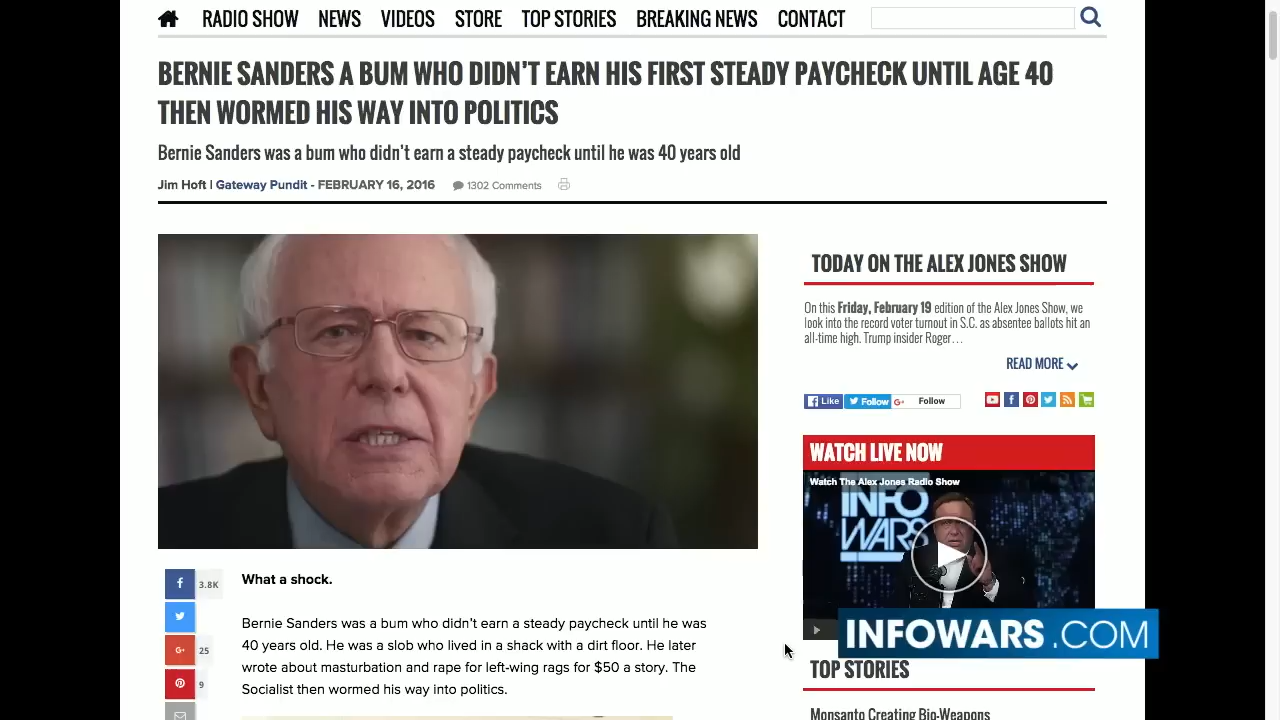 RADIO SHOW NEWS VIDEOS STORE TOP STORIES BREAKING NEWS CONTACT
BERNIE SANDERS A BUM WHO DIDN'T EARN HIS FIRST STEADY PAYCHECK UNTIL AGE 40
THEN WORMED HIS WAY INTO POLITICS
Bernie Sanders was a bum who didn't earn a steady paycheck until he was 40 years old
Jim Hoft | Gateway Pundit - FEBRUARY 16, 2016 1302 Comments
What a shock.
3.8K
Bernie Sanders was a bum who didn't earn a steady paycheck until he was
40 years old. He was a slob who lived in a shack with a dirt floor. He later
25
wrote about masturbation and rape for left-wing rags for $50 a story. The
9
Socialist then wormed his way into politics.
TODAY ON THE ALEX JONES SHOW
On this Friday, February 19 edition of the Alex Jones Show, we
look into the record voter turnout in S.C. as absentee ballots hit an
all-time high. Trump insider Roger…
READ MORE
Like Follow Follow
WATCH LIVE NOW
Watch The Alex Jones Radio Show
INFO
WARS
INFOWARS.COM
TOP STORIES
Monsanto Creating Bio-Weapons